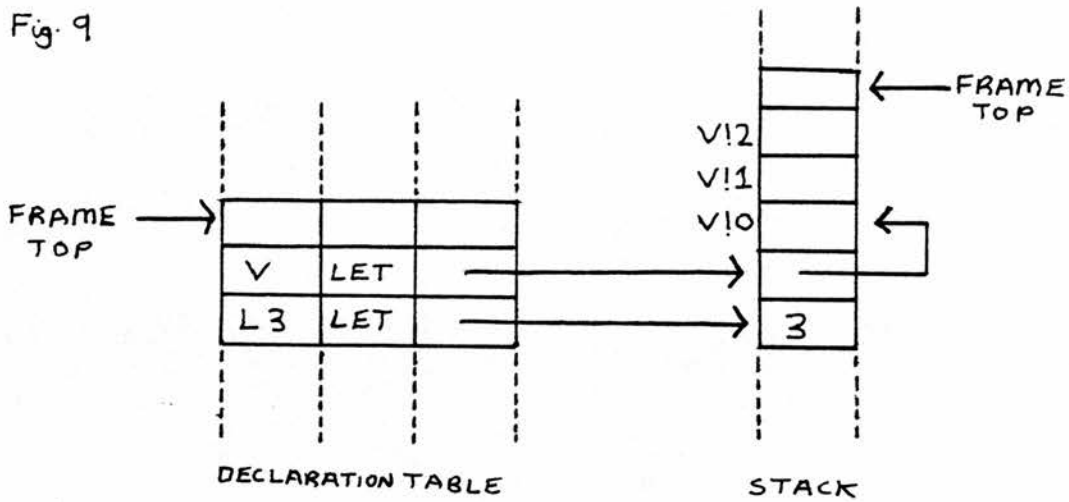 Fig. 9
FRAME TOP
V!2
V!1
FRAME TOP
V!0
V LET
L3 LET 3
DECLARATION TABLE
STACK